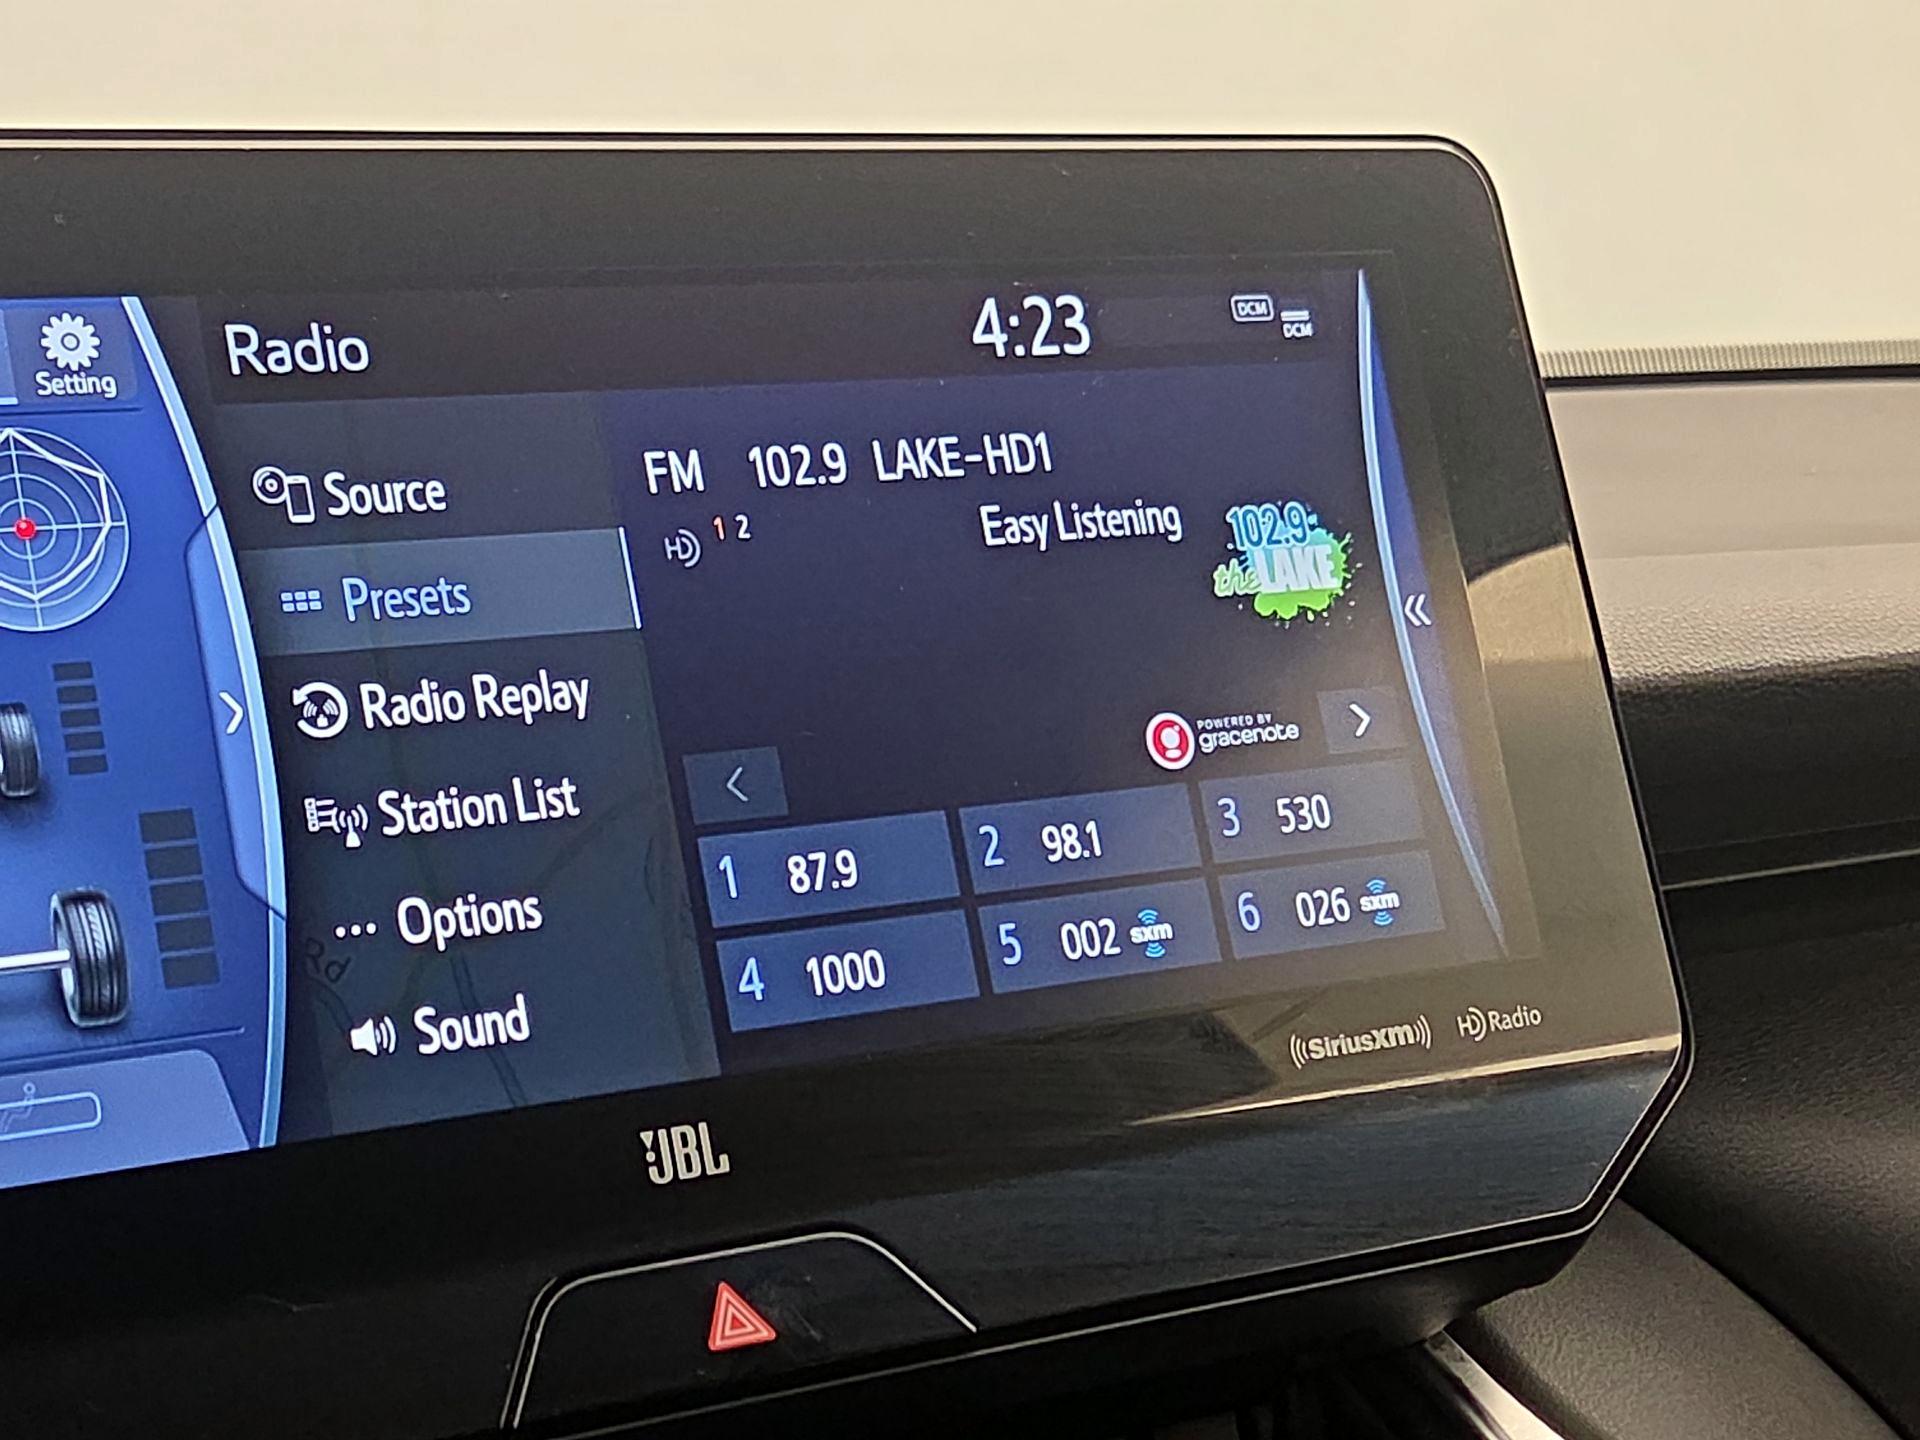 Setting
Radio
4:23
DCM
DCM
Source
Presets
Radio Replay
Station List
Options
Sound
FM 102.9 LAKE-HD1
HD 1 2
Easy Listening
102.9
the LAKE
POWERED BY
gracenote
1 87.9
2 98.1
3 530
4 1000
5 002 sxm
6 026 sxm
Rd
SiriusXM
HD Radio
JBL